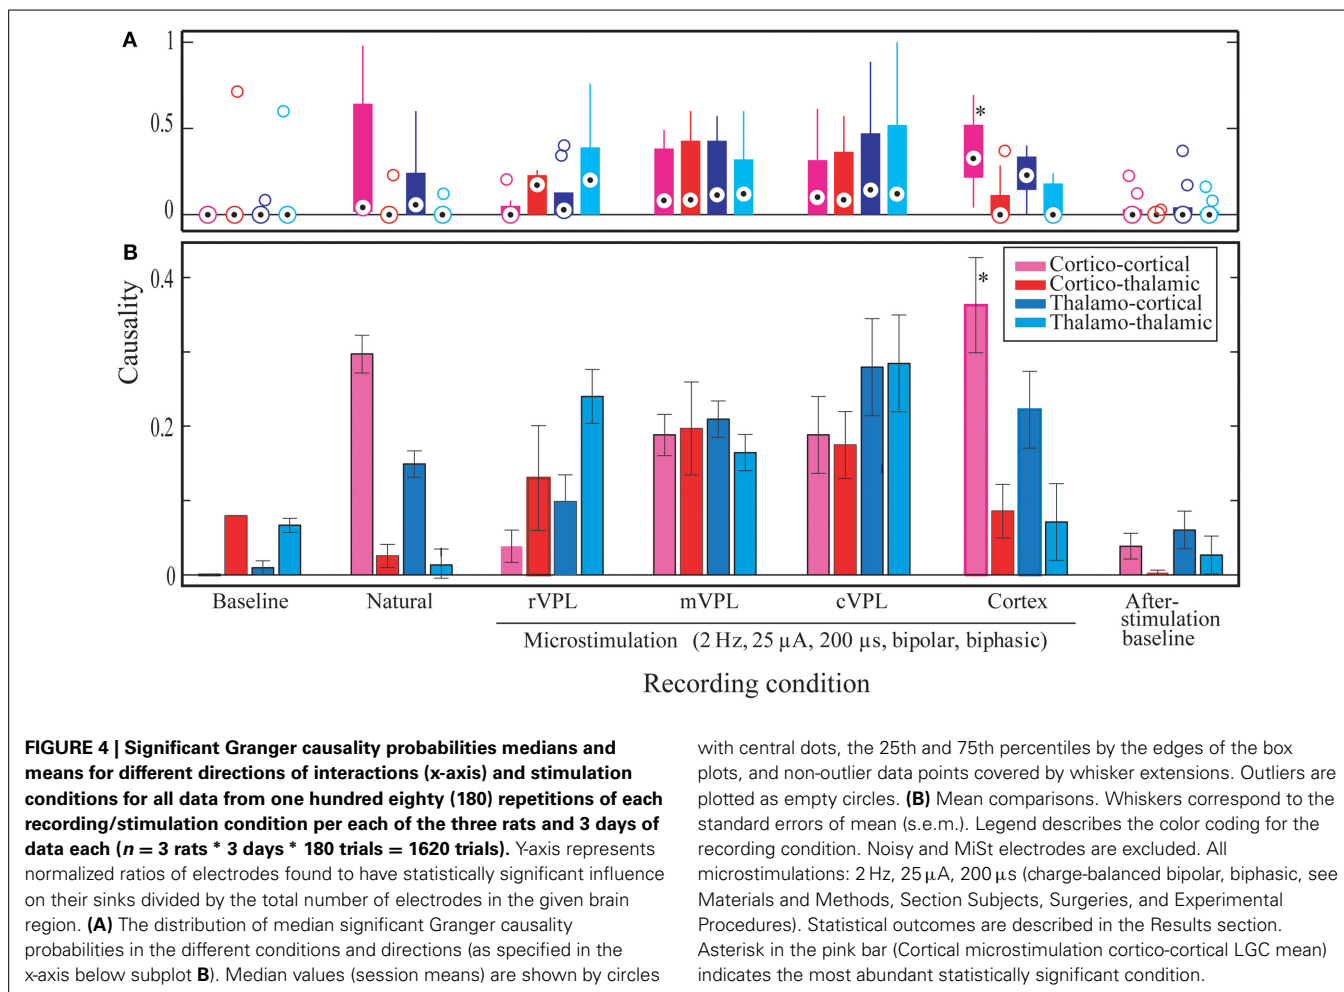 A
1
0.5
*
0
B
0.4
*
Cortico-cortical
Cortico-thalamic
Thalamo-cortical
Thalamo-thalamic
Causality
0.2
0
Baseline
Natural
rVPL
mVPL
cVPL
Cortex
After-
stimulation
baseline
Microstimulation (2 Hz, 25 µA, 200 µs, bipolar, biphasic)
Recording condition
FIGURE 4 | Significant Granger causality probabilities medians and
means for different directions of interactions (x-axis) and stimulation
conditions for all data from one hundred eighty (180) repetitions of each
recording/stimulation condition per each of the three rats and 3 days of
data each (n = 3 rats * 3 days * 180 trials = 1620 trials). Y-axis represents
normalized ratios of electrodes found to have statistically significant influence
on their sinks divided by the total number of electrodes in the given brain
region. (A) The distribution of median significant Granger causality
probabilities in the different conditions and directions (as specified in the
x-axis below subplot B). Median values (session means) are shown by circles
with central dots, the 25th and 75th percentiles by the edges of the box
plots, and non-outlier data points covered by whisker extensions. Outliers are
plotted as empty circles. (B) Mean comparisons. Whiskers correspond to the
standard errors of mean (s.e.m.). Legend describes the color coding for the
recording condition. Noisy and MiSt electrodes are excluded. All
microstimulations: 2 Hz, 25 µA, 200 µs (charge-balanced bipolar, biphasic, see
Materials and Methods, Section Subjects, Surgeries, and Experimental
Procedures). Statistical outcomes are described in the Results section.
Asterisk in the pink bar (Cortical microstimulation cortico-cortical LGC mean)
indicates the most abundant statistically significant condition.